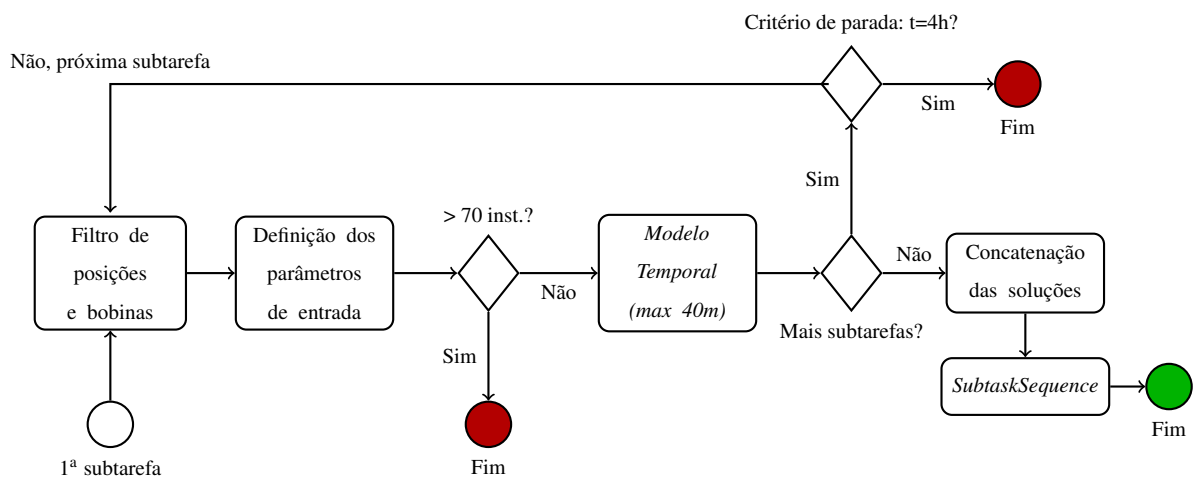 Critério de parada: t=4h?
Não, próxima subtarefa
Sim
Fim
Sim
> 70 inst.?
Filtro de
posições
e bobinas
Definição dos
parâmetros
de entrada
Não
Modelo
Temporal
(max 40m)
Não
Mais subtarefas?
Concatenação
das soluções
Sim
SubtaskSequence
Fim
1ª subtarefa
Fim